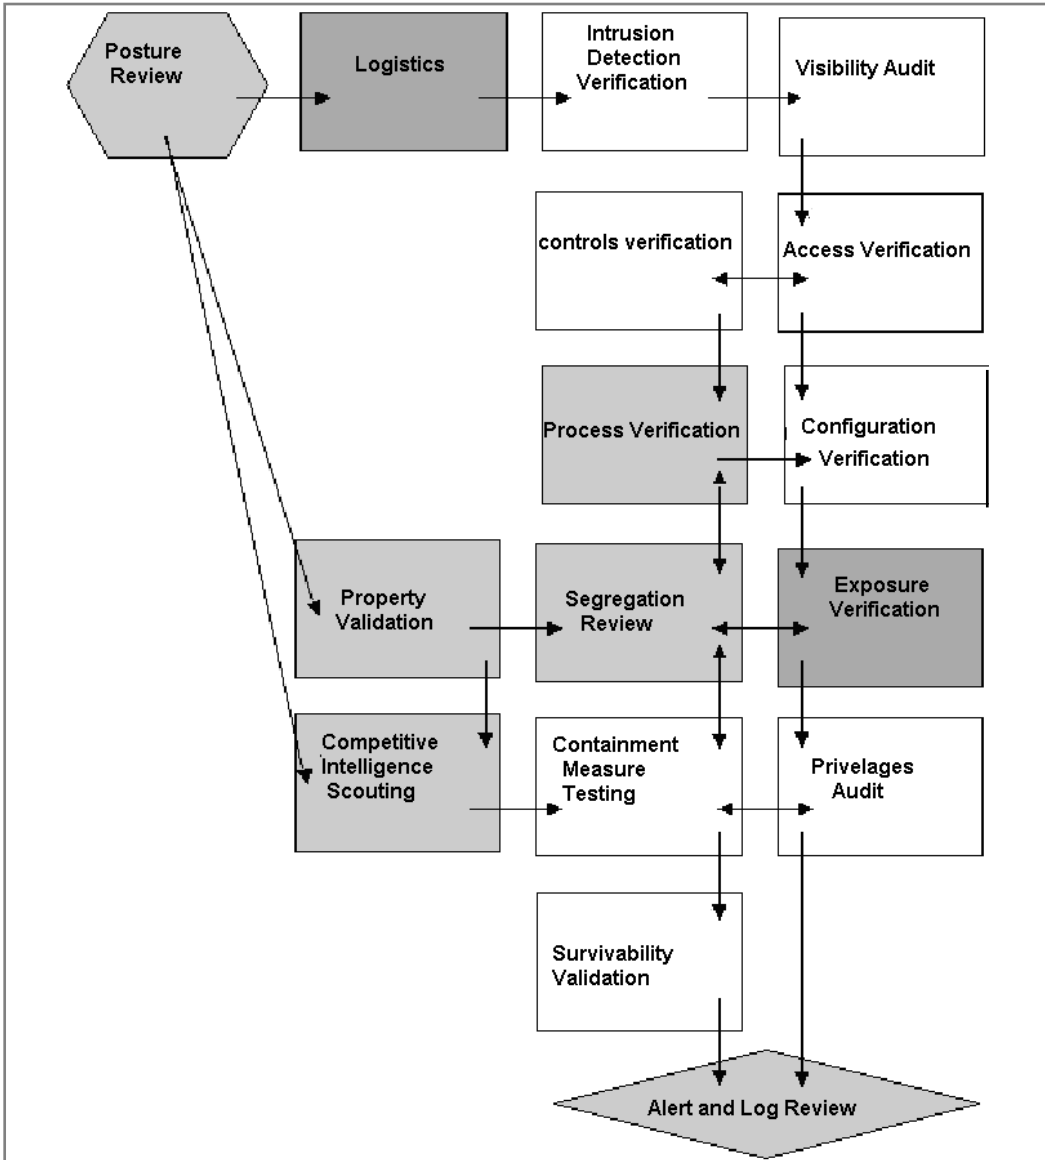 Posture
Review
Logistics
Intrusion
Detection
Verification
Visibility Audit
controls verification
Access Verification
Process Verification
Configuration
Verification
Property
Validation
Segregation
Review
Exposure
Verification
Competitive
Intelligence
Scouting
Containment
Measure
Testing
Privelages
Audit
Survivability
Validation
Alert and Log Review